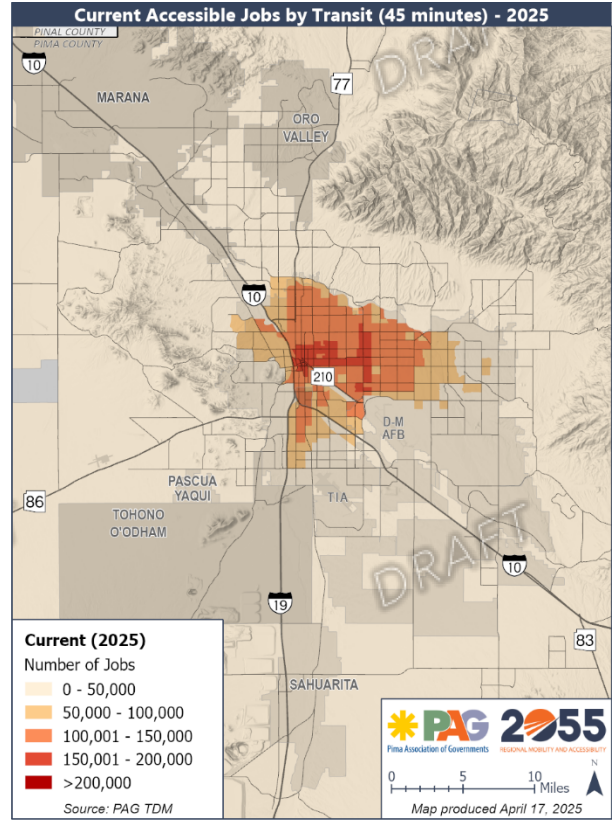 Current Accessible Jobs by Transit (45 minutes) - 2025
PINAL COUNTY
PIMA COUNTY
10
MARANA
77
ORO
VALLEY
DRAFT
10
210
D-M
AFB
PASCUA
YAQUI
TIA
86
TOHONO
O'ODHAM
DRAFT
10
19
83
SAHUARITA
Current (2025)
Number of Jobs
0 - 50,000
50,000 - 100,000
100,001 - 150,000
150,001 - 200,000
>200,000
Source: PAG TDM
PAG
Pima Association of Governments
2055
REGIONAL MOBILITY AND ACCESSIBILITY
N
0 5 10
Miles
Map produced April 17, 2025